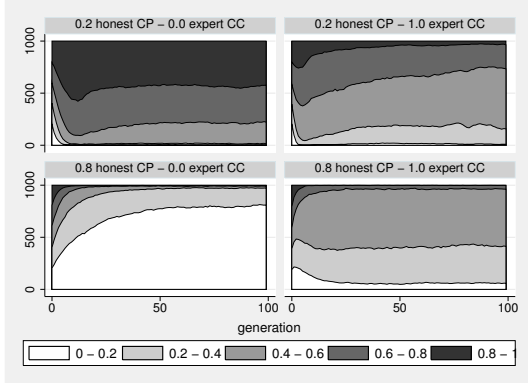 0.2 honest CP − 0.0 expert CC
0.2 honest CP − 1.0 expert CC
1000
500
0
0.8 honest CP − 0.0 expert CC
0.8 honest CP − 1.0 expert CC
1000
500
0
0 50 100
0 50 100
generation
0 − 0.2 0.2 − 0.4 0.4 − 0.6 0.6 − 0.8 0.8 − 1